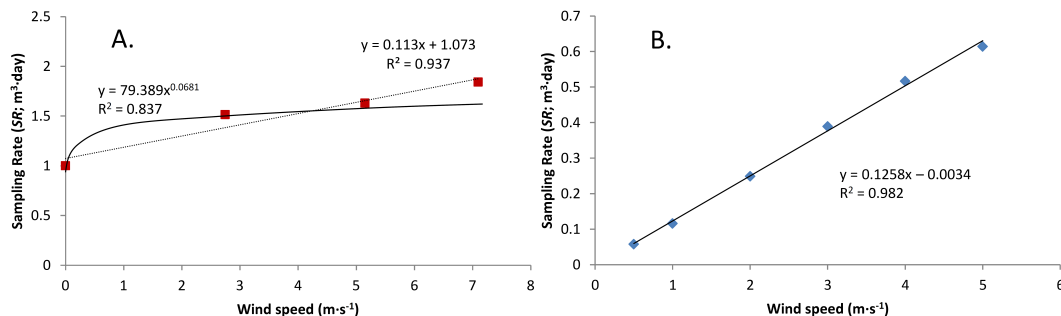 A.
Sampling Rate (SR; m³·day)
2.5
2
1.5
1
0.5
0
y = 0.113x + 1.073
R² = 0.937
y = 79.389x^0.0681
R² = 0.837
0 1 2 3 4 5 6 7 8
Wind speed (m·s⁻¹)
B.
Sampling Rate (SR; m³·day)
0.7
0.6
0.5
0.4
0.3
0.2
0.1
0
y = 0.1258x – 0.0034
R² = 0.982
0 1 2 3 4 5 6
Wind speed (m·s⁻¹)